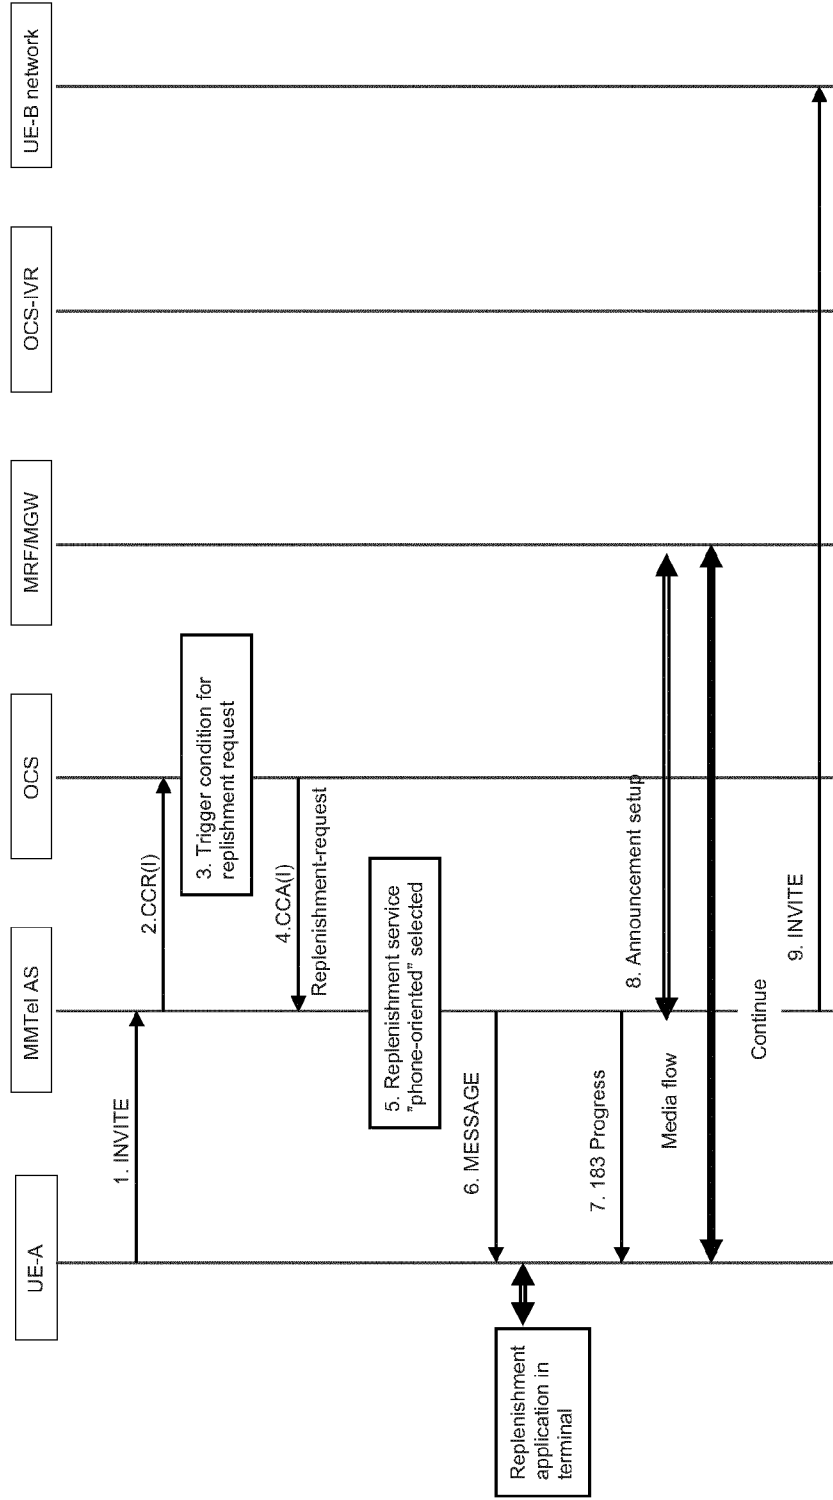 UE-A
MMTel AS
OCS
MRF/MGW
OCS-IVR
UE-B network
1. INVITE
2.CCR(I)
3. Trigger condition for
replishment request
4.CCA(I)
Replenishment-request
5. Replenishment service
"phone-oriented" selected
6. MESSAGE
Replenishment
application in
terminal
7. 183 Progress
8. Announcement setup
Media flow
Continue
9. INVITE